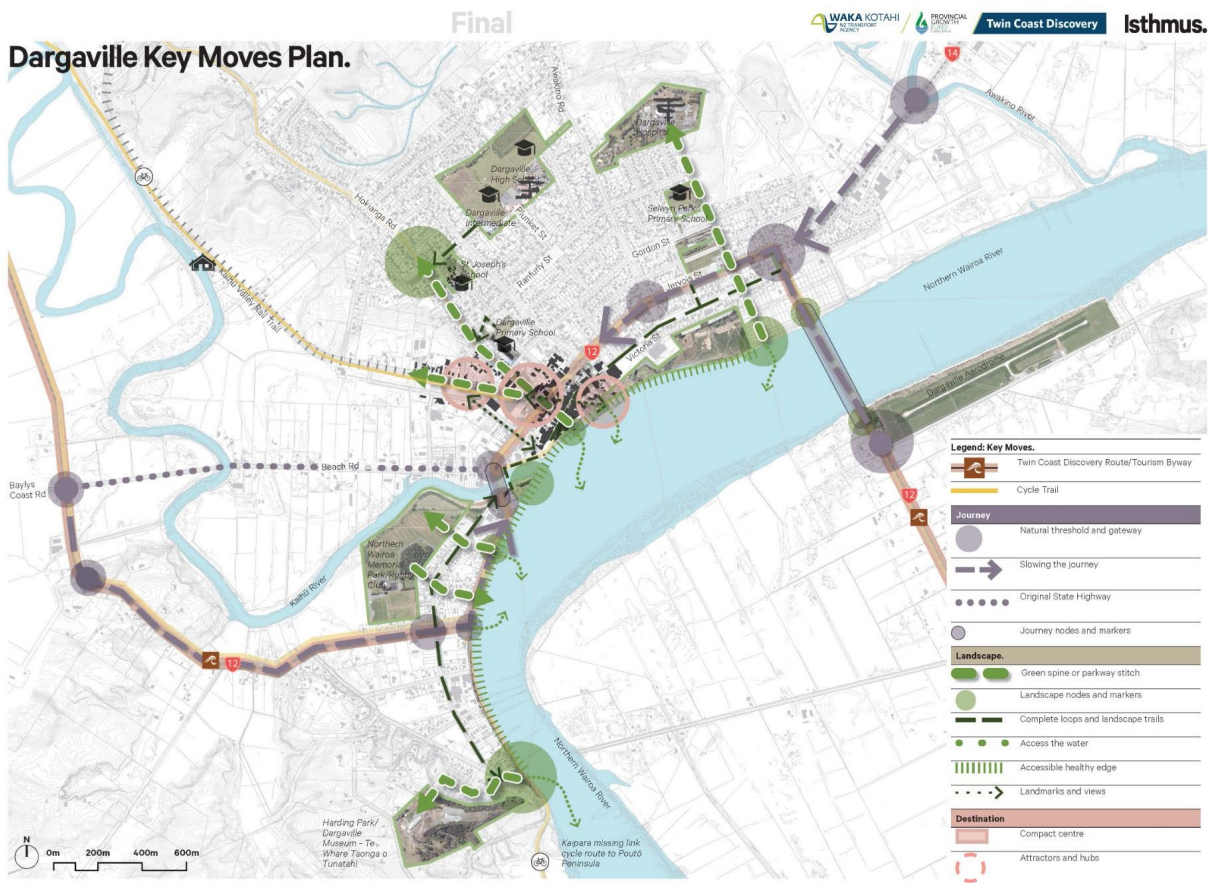 Final
WAKA KOTAHI
NZ TRANSPORT
AGENCY
PROVINCIAL
GROWTH
FUND
Twin Coast Discovery
Isthmus.
Dargaville Key Moves Plan.
14
Awakino Rd
Awakino River
Dargaville
Hospital
Dargaville
High School
Dargaville
Intermediate
Plunket St
Selwyn Park
Primary School
Hokianga Rd
Gordon St
St Joseph's
School
Ranfurly St
Jervois St
Northern Wairoa River
Kaihu Valley Rail Trail
Dargaville
Primary School
12
Victoria St
Dargaville Aerodrome
Beach Rd
Baylys
Coast Rd
Northern
Wairoa
Memorial
Park/Rugby
Club
Kaihu River
12
12
Northern Wairoa River
Harding Park/
Dargaville
Museum - Te
Whare Taonga o
Tunatahi
Kaipara missing link
cycle route to Poutō
Peninsula
N
0m 200m 400m 600m
Legend: Key Moves.
Twin Coast Discovery Route/Tourism Byway
Cycle Trail
Journey
Natural threshold and gateway
Slowing the journey
Original State Highway
Journey nodes and markers
Landscape.
Green spine or parkway stitch
Landscape nodes and markers
Complete loops and landscape trails
Access the water
Accessible healthy edge
Landmarks and views
Destination
Compact centre
Attractors and hubs